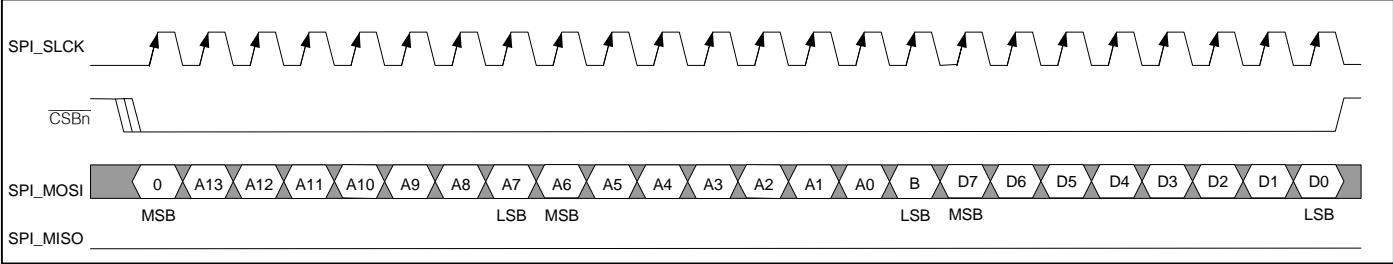 SPI_SLCK
CSBn
SPI_MOSI 0 A13 A12 A11 A10 A9 A8 A7 A6 A5 A4 A3 A2 A1 A0 B D7 D6 D5 D4 D3 D2 D1 D0
MSB LSB MSB LSB MSB LSB
SPI_MISO